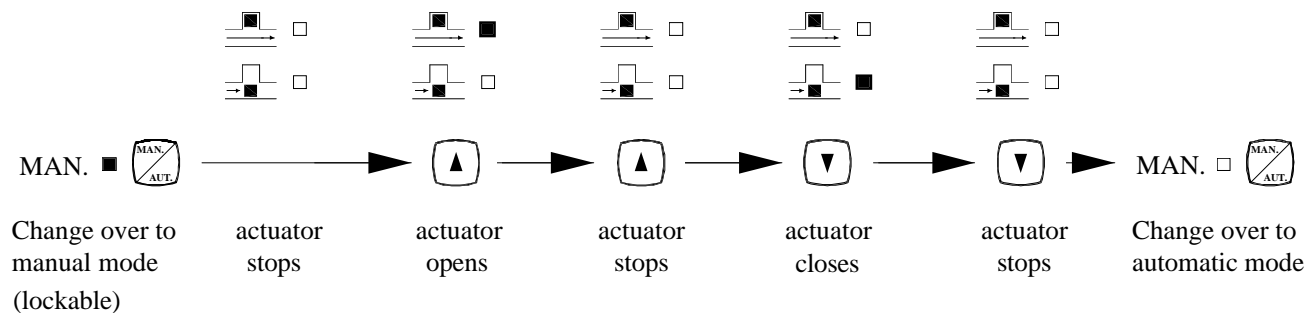 MAN.
MAN.
AUT.
MAN.
MAN.
AUT.
Change over to
manual mode
(lockable)
actuator
stops
actuator
opens
actuator
stops
actuator
closes
actuator
stops
Change over to
automatic mode